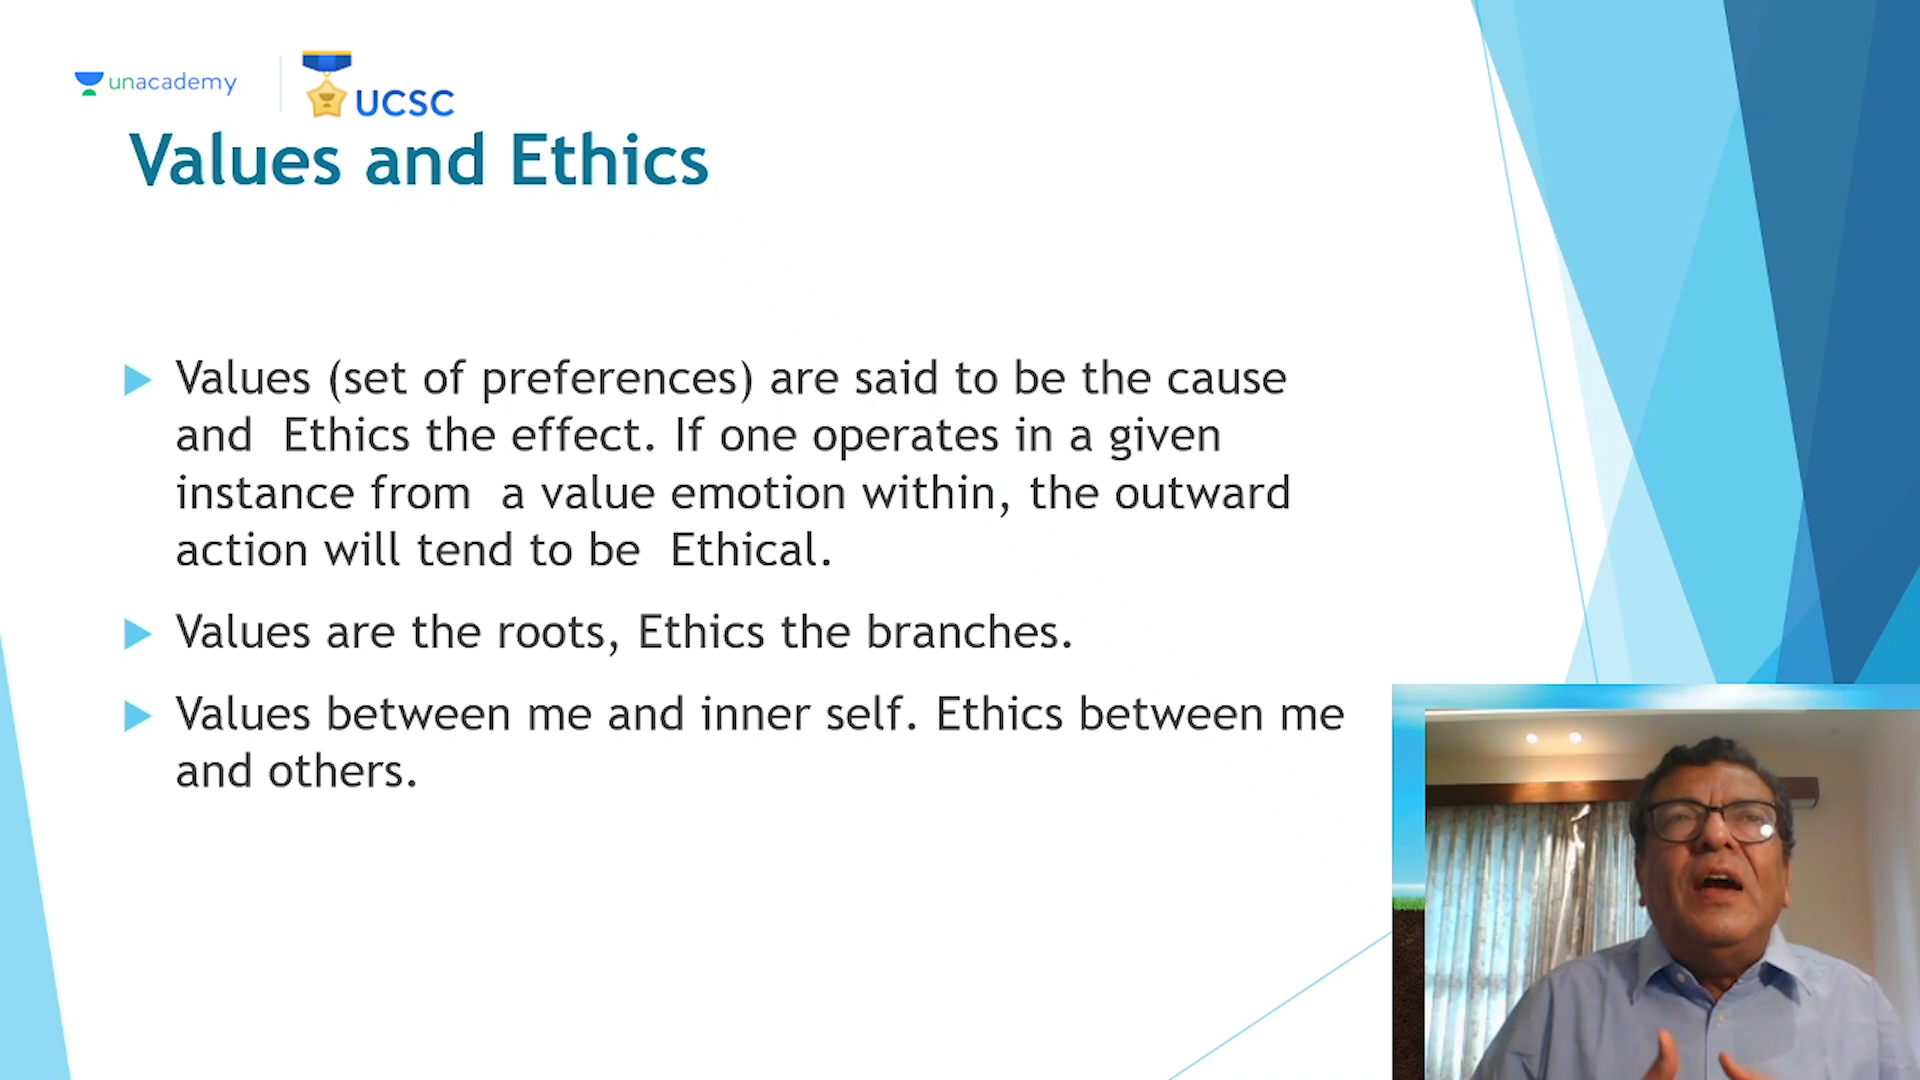 unacademy
UCSC
Values and Ethics
Values (set of preferences) are said to be the cause
and Ethics the effect. If one operates in a given
instance from a value emotion within, the outward
action will tend to be Ethical.
Values are the roots, Ethics the branches.
Values between me and inner self. Ethics between me
and others.